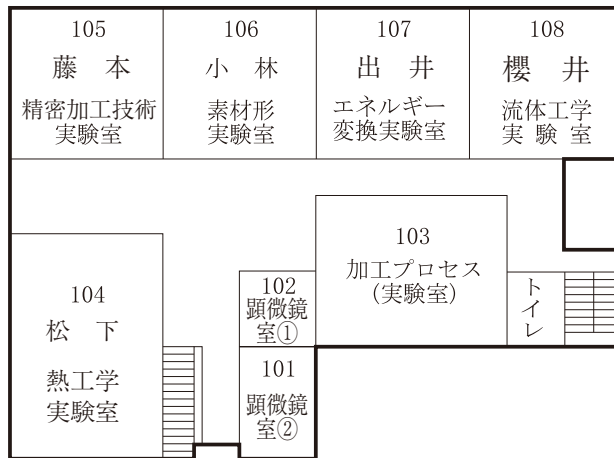 105
藤 本
精密加工技術
実験室
106
小 林
素材形
実験室
107
出 井
エネルギー
変換実験室
108
櫻 井
流体工学
実 験 室
103
加工プロセス
(実験室)
トイレ
102
顕微鏡
室①
101
顕微鏡
室②
104
松 下
熱工学
実験室